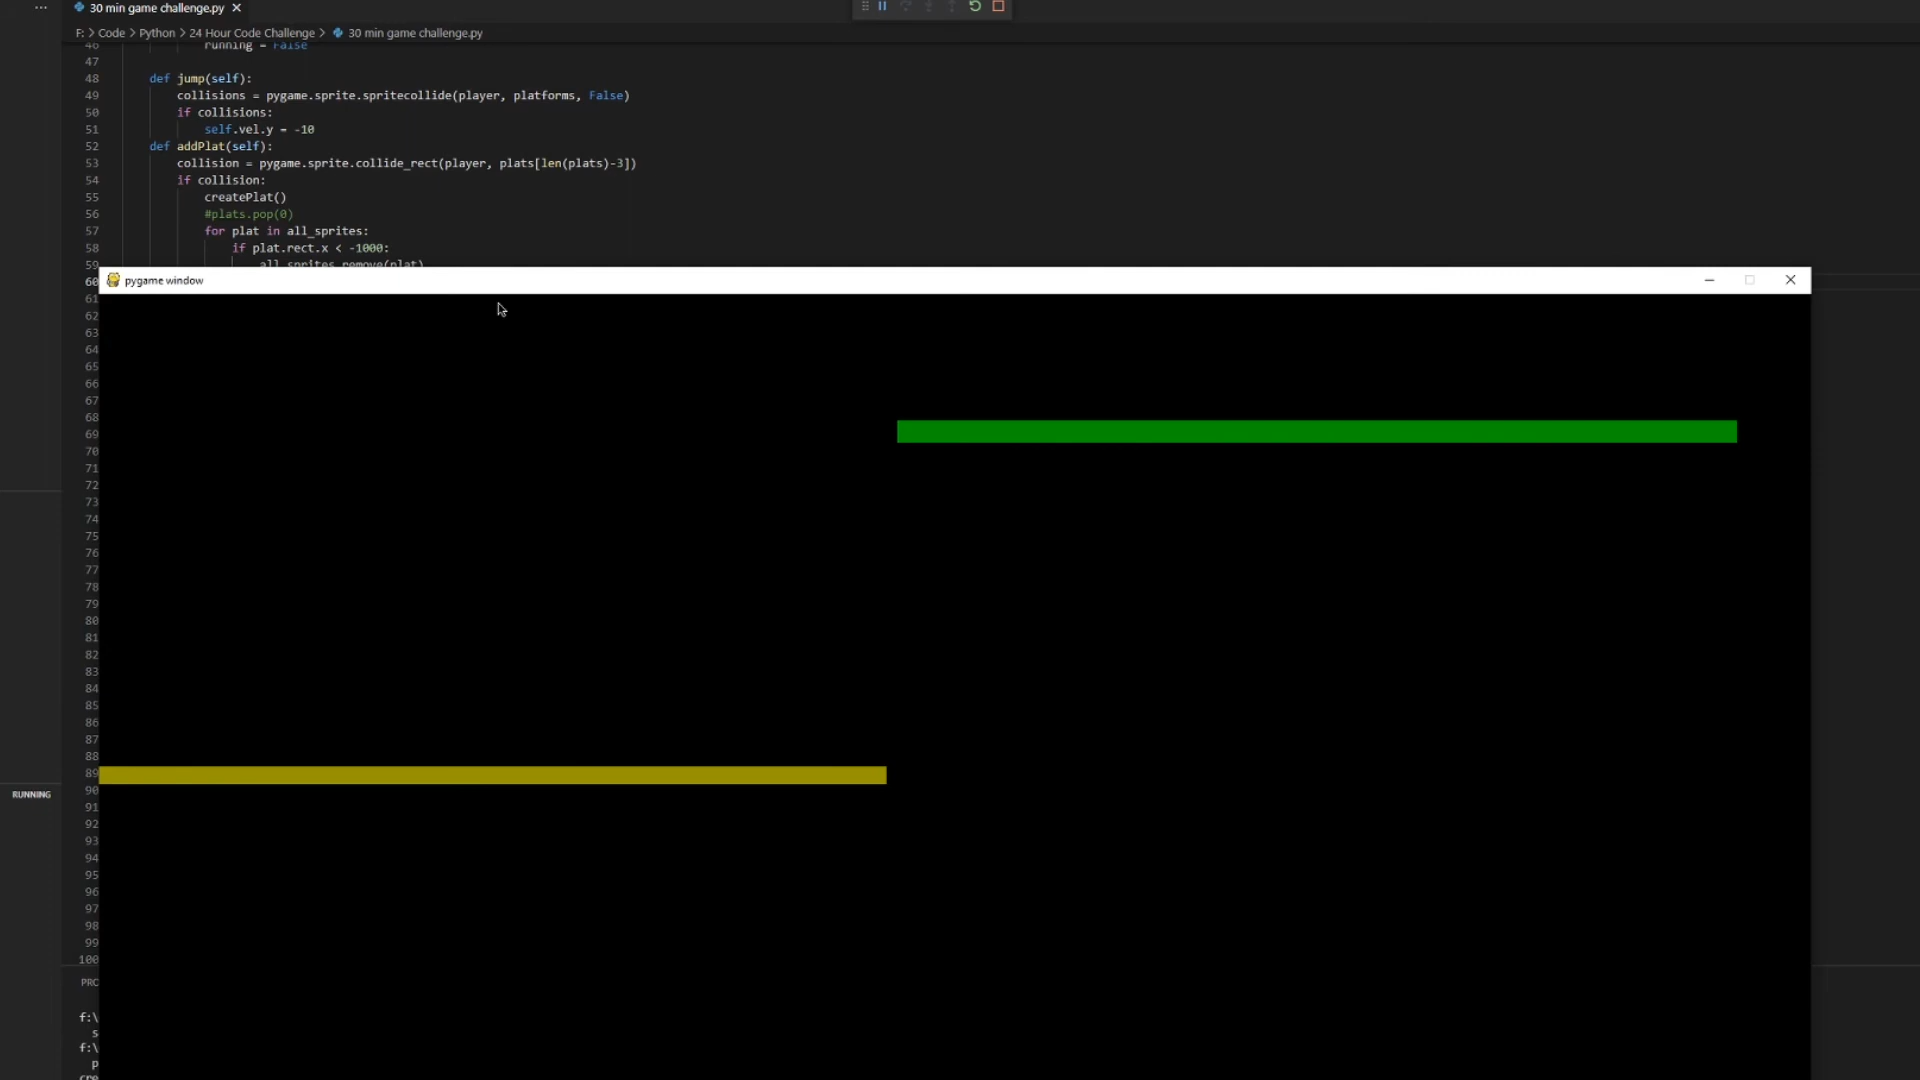 30 min game challenge.py
F: > Code > Python > 24 Hour Code Challenge > 30 min game challenge.py
46 running = False
47
48 def jump(self):
49 collisions = pygame.sprite.spritecollide(player, platforms, False)
50 if collisions:
51 self.vel.y = -10
52 def addPlat(self):
53 collision = pygame.sprite.collide_rect(player, plats[len(plats)-3])
54 if collision:
55 createPlat()
56 #plats.pop(0)
57 for plat in all_sprites:
58 if plat.rect.x < -1000:
59 all_sprites.remove(plat)
60 pygame window
61
62
63
64
65
66
67
68
69
70
71
72
73
74
75
76
77
78
79
80
81
82
83
84
85
86
87
88
89
90
RUNNING
91
92
93
94
95
96
97
98
99
100
PRO
f:\
s
f:\
p
cre